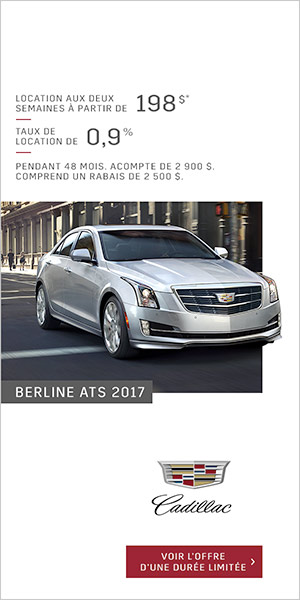 LOCATION AUX DEUX
SEMAINES À PARTIR DE 198 $*
TAUX DE
LOCATION DE 0,9 %
PENDANT 48 MOIS. ACOMPTE DE 2 900 $.
COMPREND UN RABAIS DE 2 500 $.
BERLINE ATS 2017
Cadillac
VOIR L'OFFRE
D'UNE DURÉE LIMITÉE >